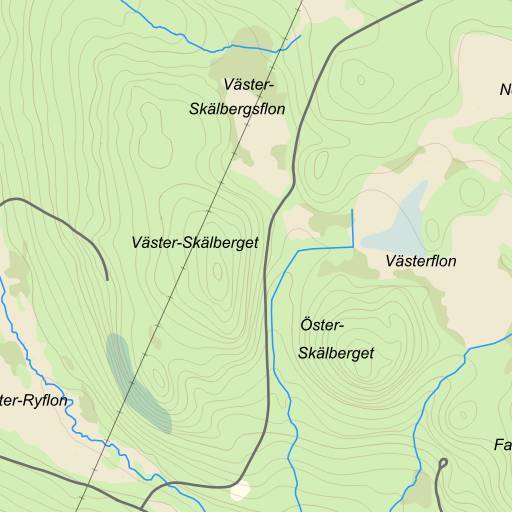 Väster-
Skälbergsflon
Väster-Skälberget
Västerflon
Öster-
Skälberget
ter-Ryflon